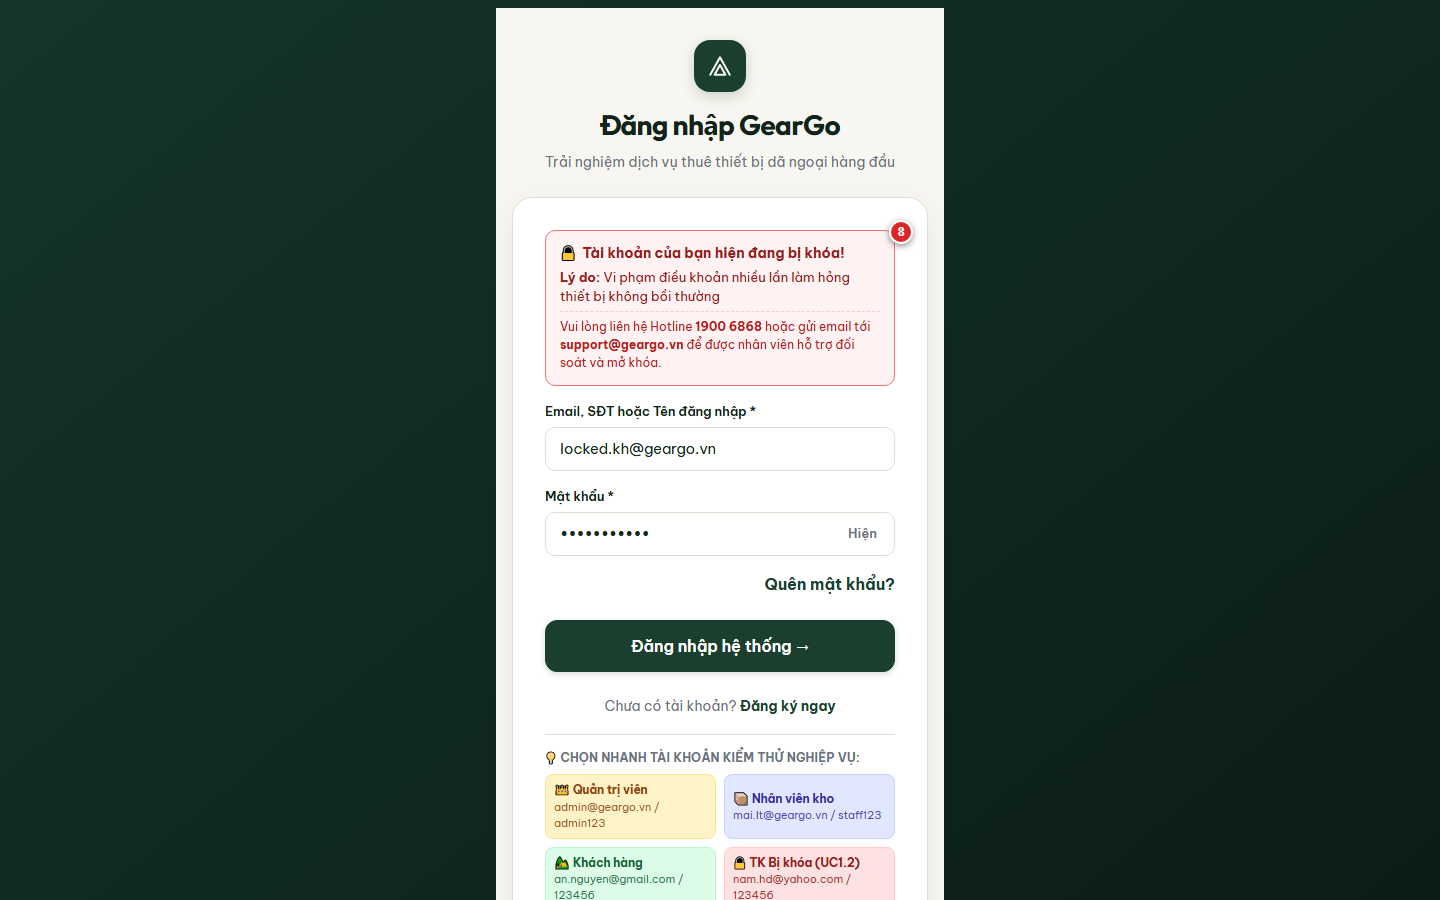 Đăng nhập GearGo
Trải nghiệm dịch vụ thuê thiết bị dã ngoại hàng đầu
8
Tài khoản của bạn hiện đang bị khóa!
Lý do: Vi phạm điều khoản nhiều lần làm hỏng
thiết bị không bồi thường
Vui lòng liên hệ Hotline 1900 6868 hoặc gửi email tới
support@geargo.vn để được nhân viên hỗ trợ đối
soát và mở khóa.
Email, SĐT hoặc Tên đăng nhập *
locked.kh@geargo.vn
Mật khẩu *
•••••••••••
Hiện
Quên mật khẩu?
Đăng nhập hệ thống →
Chưa có tài khoản? Đăng ký ngay
CHỌN NHANH TÀI KHOẢN KIỂM THỬ NGHIỆP VỤ:
Quản trị viên
admin@geargo.vn /
admin123
Nhân viên kho
mai.lt@geargo.vn / staff123
Khách hàng
an.nguyen@gmail.com /
123456
TK Bị khóa (UC1.2)
nam.hd@yahoo.com /
123456